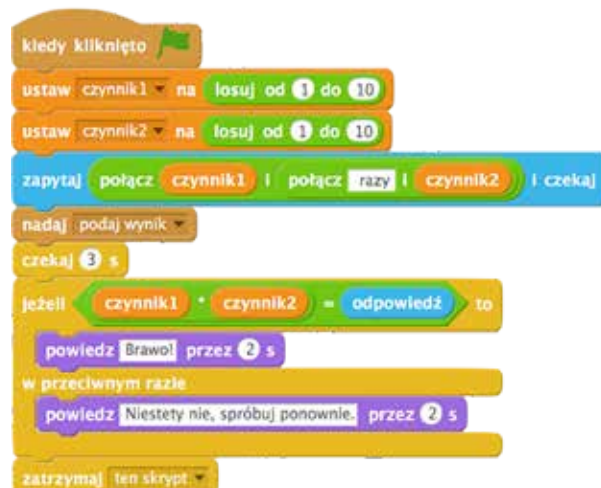 kiedy kliknięto
ustaw czynnik1 na losuj od 1 do 10
ustaw czynnik2 na losuj od 1 do 10
zapytaj połącz czynnik1 i połącz razy i czynnik2 i czekaj
nadaj podaj wynik
czekaj 3 s
jeżeli czynnik1 * czynnik2 = odpowiedź to
powiedz Brawo! przez 2 s
w przeciwnym razie
powiedz Niestety nie, spróbuj ponownie. przez 2 s
zatrzymaj ten skrypt